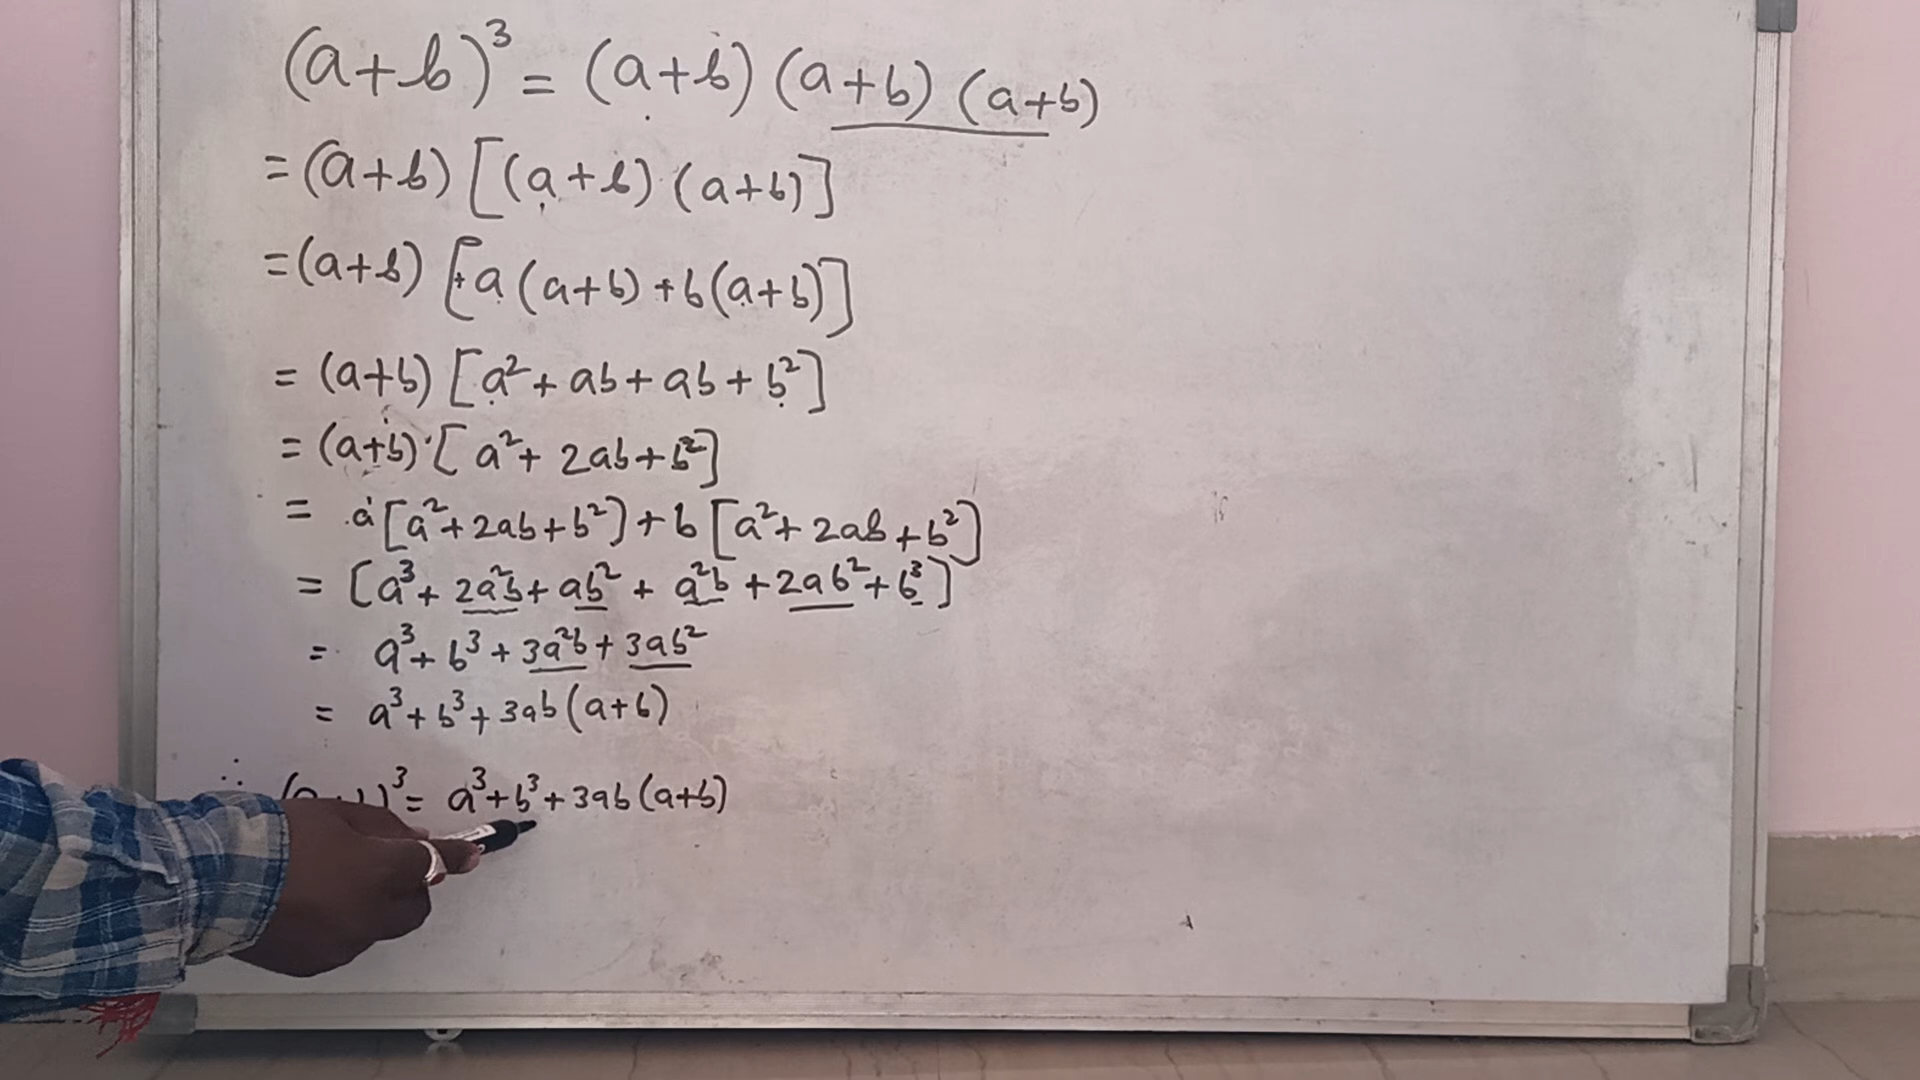 (a+b)³ = (a+b) (a+b) (a+b)
= (a+b) [(a+b) (a+b)]
= (a+b) [+a (a+b) + b(a+b)]
= (a+b) [a² + ab + ab + b²]
= (a+b) · [a² + 2ab + b²]
= a [a² + 2ab + b²] + b [a² + 2ab + b²]
= [a³ + 2a²b + ab² + a²b + 2ab² + b³]
= a³ + b³ + 3a²b + 3ab²
= a³ + b³ + 3ab (a+b)
∴ ( )³ = a³ + b³ + 3ab (a+b)